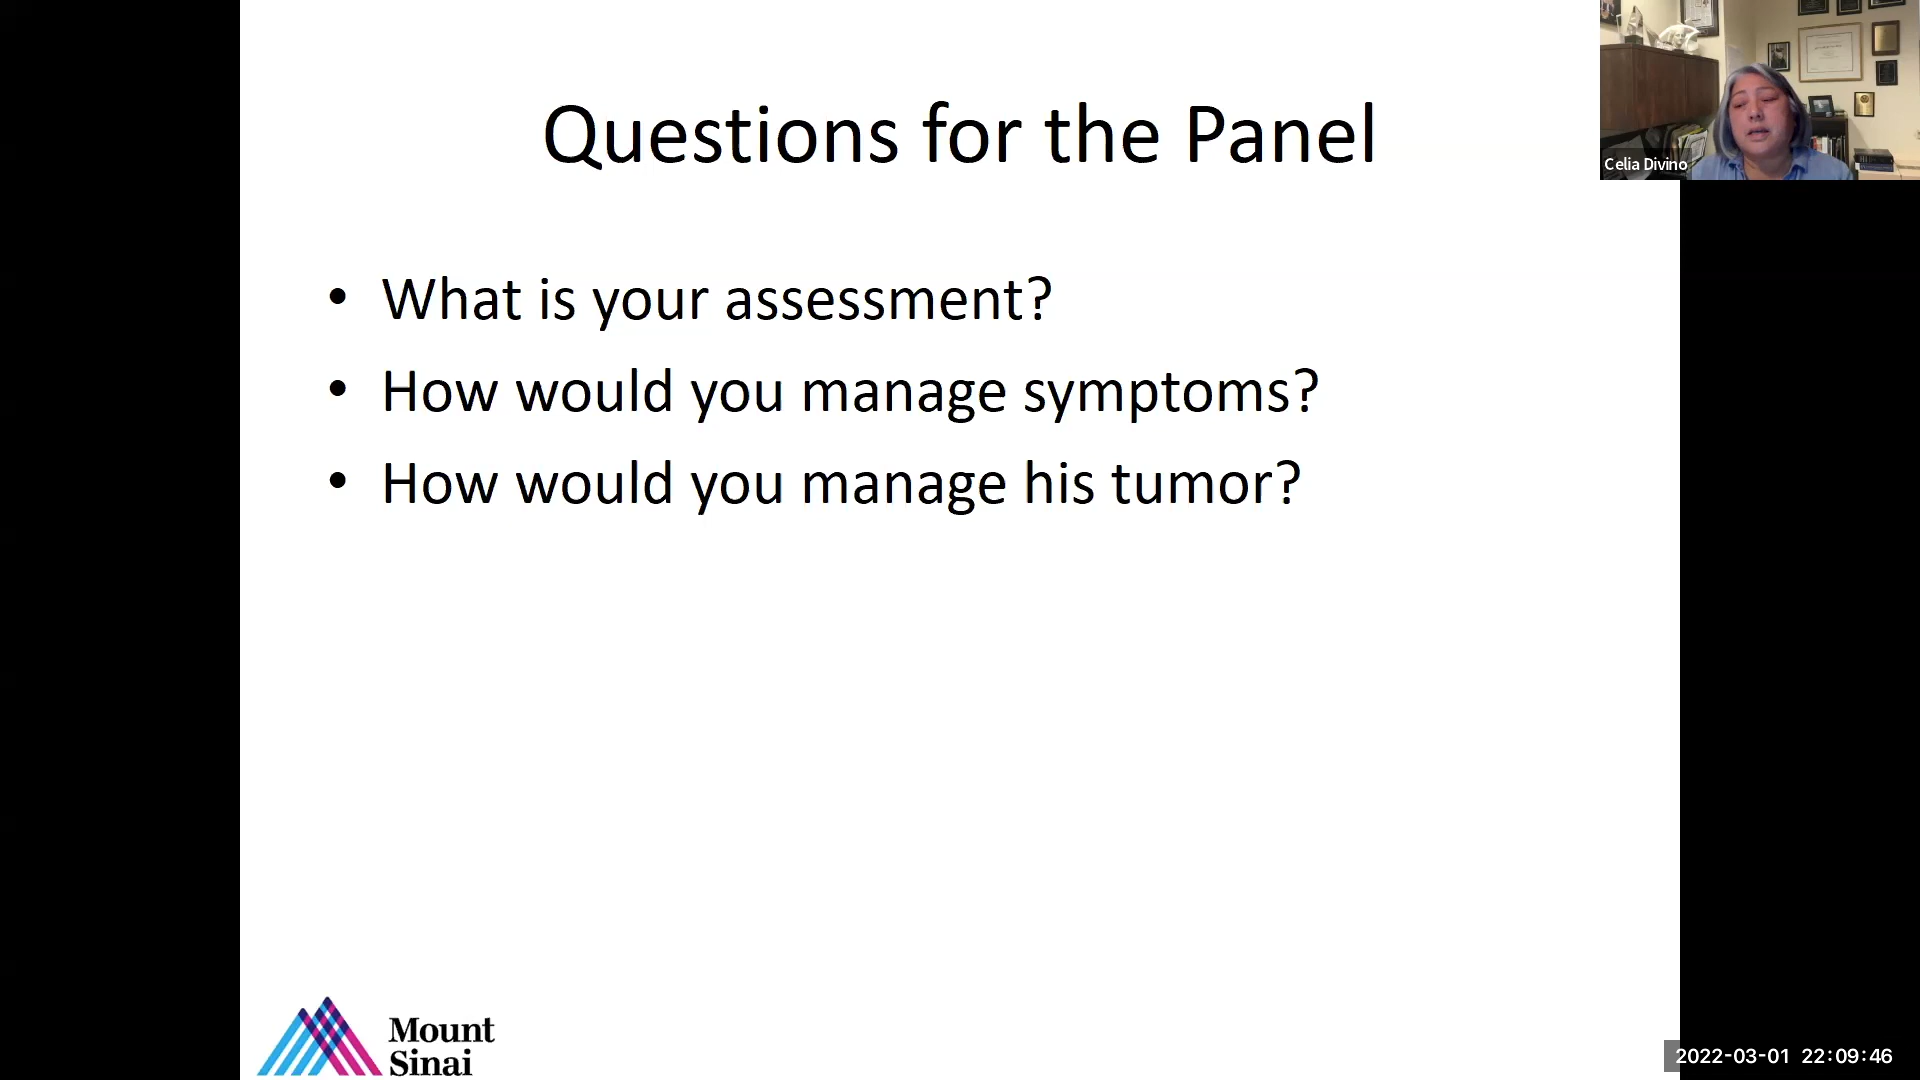 Questions for the Panel
Celia Divino
• What is your assessment?
• How would you manage symptoms?
• How would you manage his tumor?
Mount
Sinai
2022-03-01 22:09:46